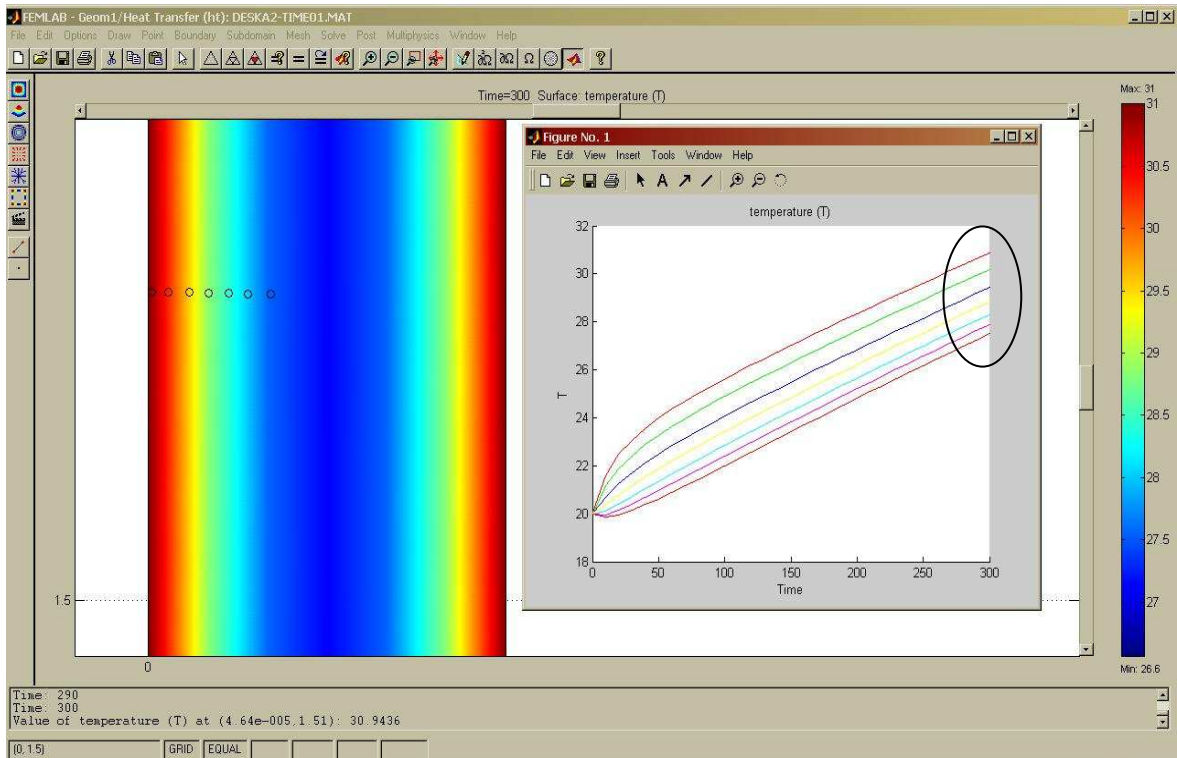 FEMLAB - Geom1/Heat Transfer (ht): DESKA2-TIME01.MAT
File Edit Options Draw Point Boundary Subdomain Mesh Solve Post Multiphysics Window Help
Time=300 Surface: temperature (T)
Max: 31
31
30.5
30
29.5
29
28.5
28
27.5
27
Min: 26.6
Figure No. 1
File Edit View Insert Tools Window Help
temperature (T)
32
30
28
26
24
22
20
18
T
0 50 100 150 200 250 300
Time
1.5
0
Time: 290
Time: 300
Value of temperature (T) at (4.64e-005,1.51): 30.9436
(0, 1.5) GRID EQUAL